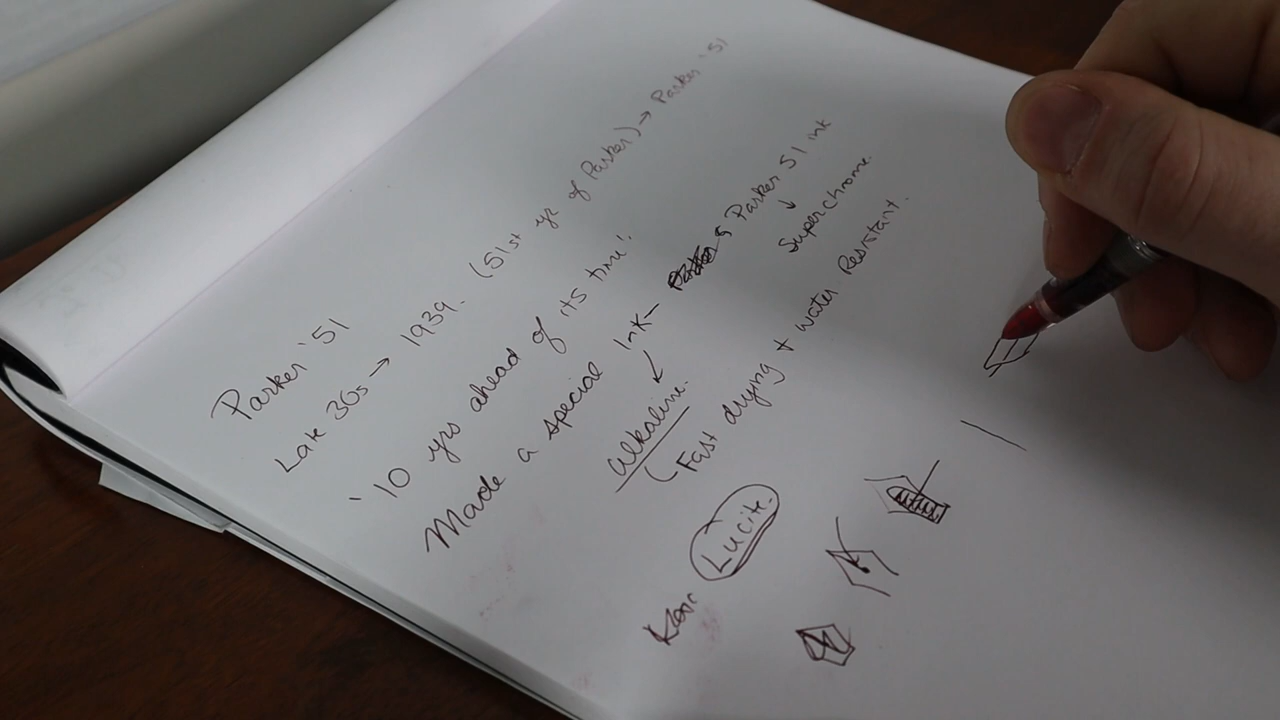 Parker '51
Late 30s → 1939. (51st yr of Parker) → Parker '51
'10 yrs ahead of its time'.
Made a special Ink – Parker 51 ink
↓ Superchrome.
↓ alkaline.
Fast drying + water Resistant.
Lucite.